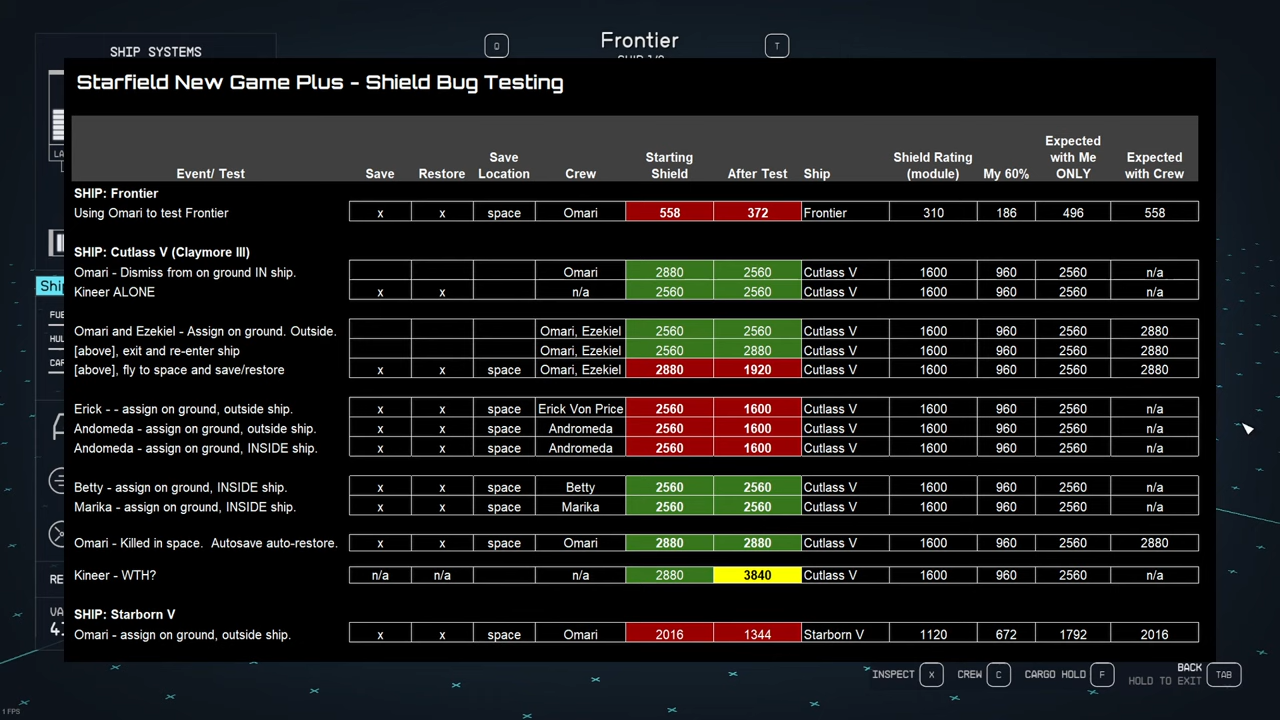 SHIP SYSTEMS
Q
Frontier
T
Starfield New Game Plus - Shield Bug Testing
Event/ Test Save Restore Save Location Crew Starting Shield After Test Ship Shield Rating (module) My 60% Expected with Me ONLY Expected with Crew
SHIP: Frontier
Using Omari to test Frontier x x space Omari 558 372 Frontier 310 186 496 558
SHIP: Cutlass V (Claymore III)
Omari - Dismiss from on ground IN ship. Omari 2880 2560 Cutlass V 1600 960 2560 n/a
Kineer ALONE x x n/a 2560 2560 Cutlass V 1600 960 2560 n/a
Omari and Ezekiel - Assign on ground. Outside. Omari, Ezekiel 2560 2560 Cutlass V 1600 960 2560 2880
[above], exit and re-enter ship Omari, Ezekiel 2560 2880 Cutlass V 1600 960 2560 2880
[above], fly to space and save/restore x x space Omari, Ezekiel 2880 1920 Cutlass V 1600 960 2560 2880
Erick - - assign on ground, outside ship. x x space Erick Von Price 2560 1600 Cutlass V 1600 960 2560 n/a
Andomeda - assign on ground, outside ship. x x space Andromeda 2560 1600 Cutlass V 1600 960 2560 n/a
Andomeda - assign on ground, INSIDE ship. x x space Andromeda 2560 1600 Cutlass V 1600 960 2560 n/a
Betty - assign on ground, INSIDE ship. x x space Betty 2560 2560 Cutlass V 1600 960 2560 n/a
Marika - assign on ground, INSIDE ship. x x space Marika 2560 2560 Cutlass V 1600 960 2560 n/a
Omari - Killed in space. Autosave auto-restore. x x space Omari 2880 2880 Cutlass V 1600 960 2560 2880
Kineer - WTH? n/a n/a n/a 2880 3840 Cutlass V 1600 960 2560 n/a
SHIP: Starborn V
Omari - assign on ground, outside ship. x x space Omari 2016 1344 Starborn V 1120 672 1792 2016
INSPECT X CREW C CARGO HOLD F BACK TAB
HOLD TO EXIT
1 FPS